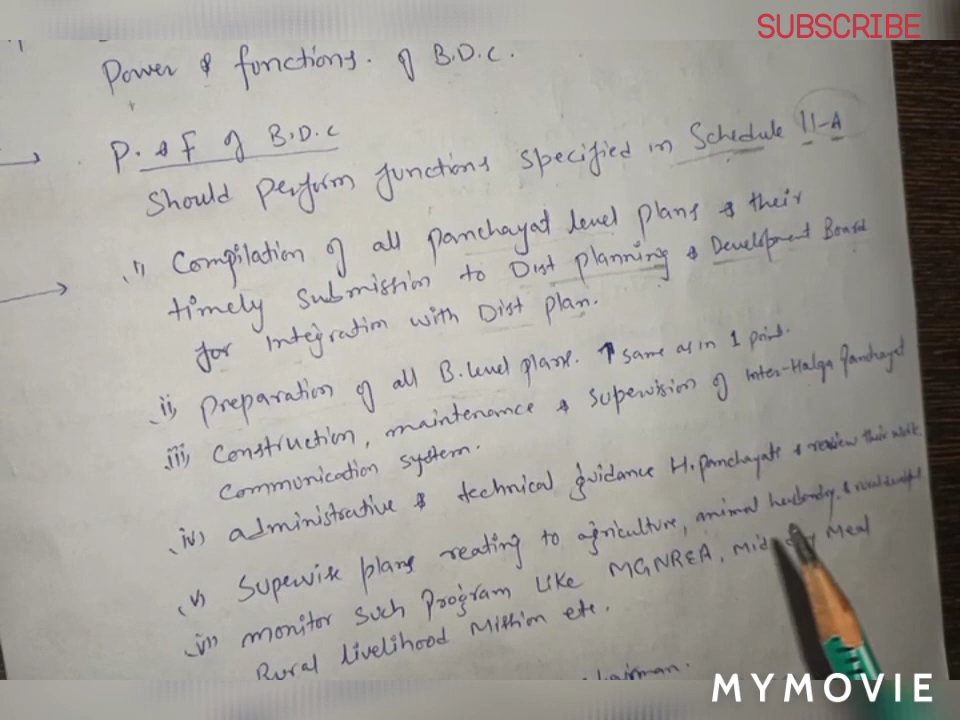 SUBSCRIBE
Power & functions. of B.D.C.
P. & F of B.D.C
Should perform functions specified in Schedule II-A
i) Compilation of all panchayat level plans & their
timely submission to Dist planning & Development Board
for Integration with Dist plan.
ii) preparation of all B.level plans. ↑ same as in 1 point.
iii) Construction, maintenance & supervision of Inter-Halqa panchayat
communication system.
iv) administrative & technical guidance H.panchayats & review their work
v) Supervise plans reating to agriculture, animal husbandry, & rural
vi) monitor such program Like MGNREA, Mid Meal
Rural livelihood Mission etc.
MYMOVIE